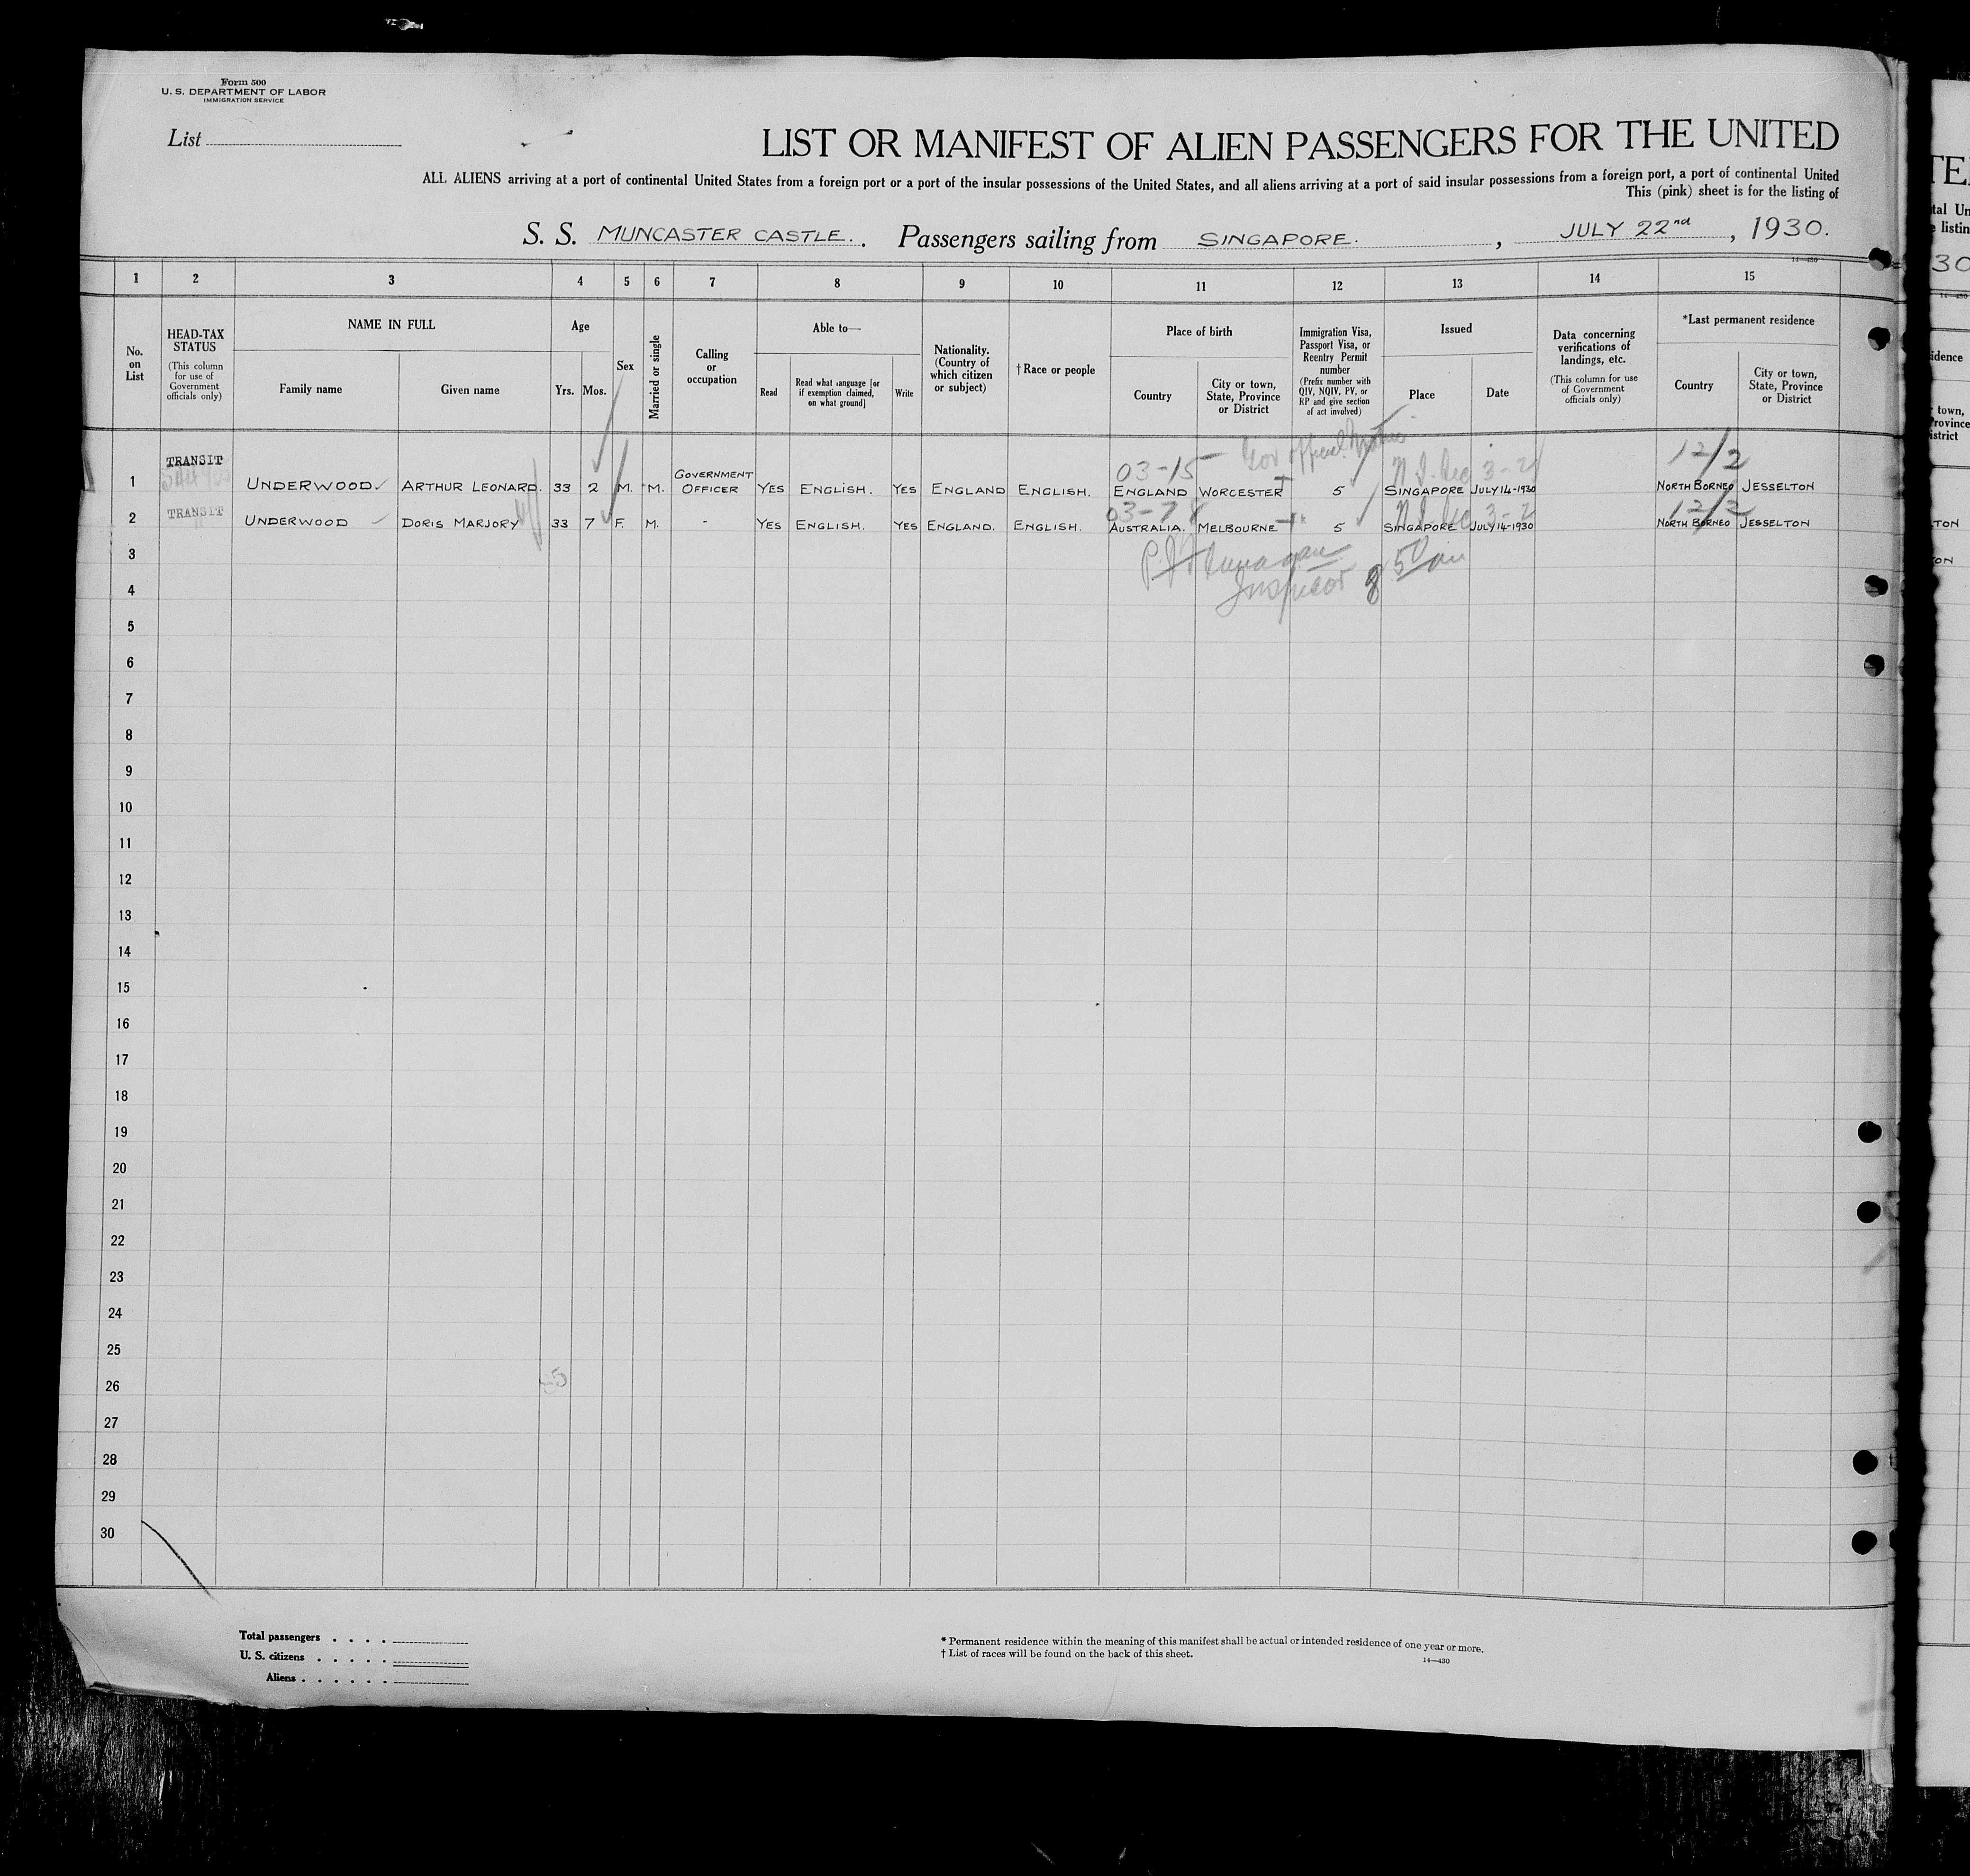 Form 500
U. S. DEPARTMENT OF LABOR
IMMIGRATION SERVICE
List
LIST OR MANIFEST OF ALIEN PASSENGERS FOR THE UNITED
ALL ALIENS arriving at a port of continental United States from a foreign port or a port of the insular possessions of the United States, and all aliens arriving at a port of said insular possessions from a foreign port, a port of continental United
This (pink) sheet is for the listing of
S. S. MUNCASTER CASTLE. Passengers sailing from SINGAPORE. , JULY 22nd , 1930.
14—430
1 2 3 4 5 6 7 8 9 10 11 12 13 14 15
No. on List
HEAD-TAX STATUS
(This column for use of Government officials only)
NAME IN FULL
Family name
Given name
Age
Yrs.
Mos.
Sex
Married or single
Calling or occupation
Able to—
Read
Read what language [or if exemption claimed, on what ground]
Write
Nationality. (Country of which citizen or subject)
† Race or people
Place of birth
Country
City or town, State, Province or District
Immigration Visa, Passport Visa, or Reentry Permit number
(Prefix number with QIV, NQIV, PV, or RP and give section of act involved)
Issued
Place
Date
Data concerning verifications of landings, etc.
(This column for use of Government officials only)
*Last permanent residence
Country
City or town, State, Province or District
03-15 Gov official 3-2 12/2
1 TRANSIT UNDERWOOD ARTHUR LEONARD. 33 2 M. M. GOVERNMENT OFFICER YES ENGLISH. YES ENGLAND ENGLISH. ENGLAND WORCESTER 5 SINGAPORE JULY 14-1930 NORTH BORNEO JESSELTON
03-7 3-2 12/2
2 TRANSIT UNDERWOOD DORIS MARJORY 33 7 F. M. - YES ENGLISH. YES ENGLAND. ENGLISH. AUSTRALIA. MELBOURNE 5 SINGAPORE JULY 14-1930 NORTH BORNEO JESSELTON
3
Inspector 8 50 am
4
5
6
7
8
9
10
11
12
13
14
15
16
17
18
19
20
21
22
23
24
25
26
27
28
29
30
Total passengers
U. S. citizens
Aliens
* Permanent residence within the meaning of this manifest shall be actual or intended residence of one year or more.
† List of races will be found on the back of this sheet.
14—430